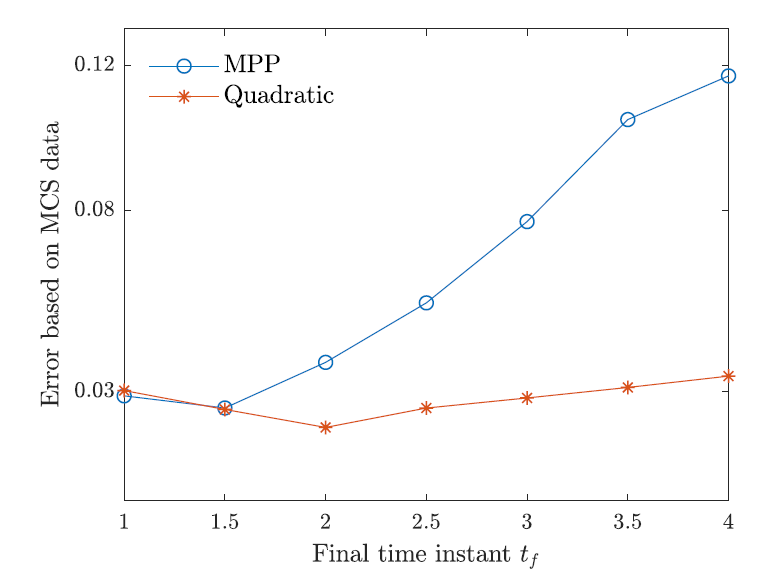 MPP
Quadratic
0.12
0.08
0.03
Error based on MCS data
1 1.5 2 2.5 3 3.5 4
Final time instant t_f